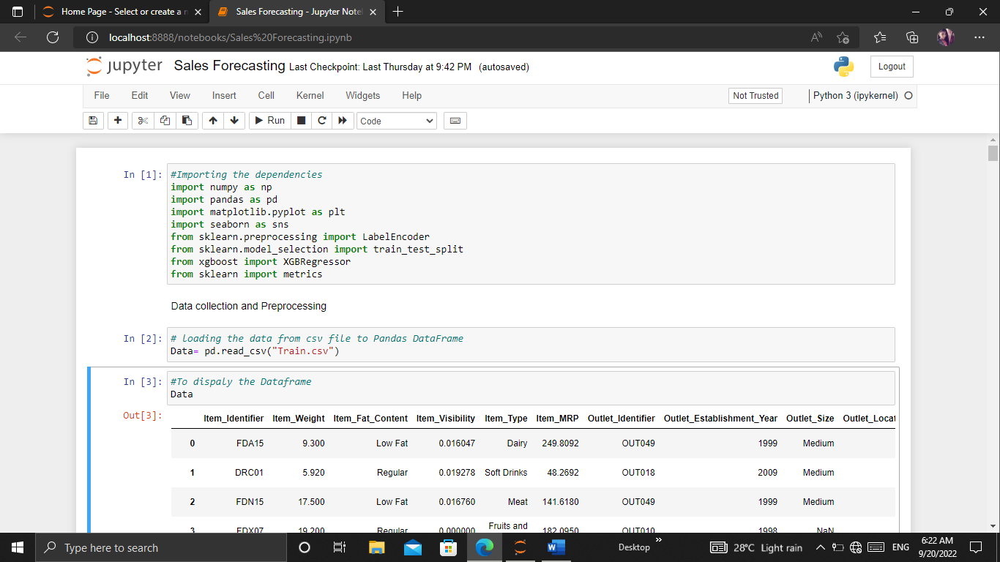 Home Page - Select or create a n
Sales Forecasting - Jupyter Note
localhost:8888/notebooks/Sales%20Forecasting.ipynb
jupyter Sales Forecasting Last Checkpoint: Last Thursday at 9:42 PM (autosaved)
Logout
File Edit View Insert Cell Kernel Widgets Help
Not Trusted
Python 3 (ipykernel)
Run
Code
In [1]:
#Importing the dependencies
import numpy as np
import pandas as pd
import matplotlib.pyplot as plt
import seaborn as sns
from sklearn.preprocessing import LabelEncoder
from sklearn.model_selection import train_test_split
from xgboost import XGBRegressor
from sklearn import metrics
Data collection and Preprocessing
In [2]:
# loading the data from csv file to Pandas DataFrame
Data= pd.read_csv("Train.csv")
In [3]:
#To dispaly the Dataframe
Data
Out[3]:
Item_Identifier Item_Weight Item_Fat_Content Item_Visibility Item_Type Item_MRP Outlet_Identifier Outlet_Establishment_Year Outlet_Size Outlet_Locat
0 FDA15 9.300 Low Fat 0.016047 Dairy 249.8092 OUT049 1999 Medium
1 DRC01 5.920 Regular 0.019278 Soft Drinks 48.2692 OUT018 2009 Medium
2 FDN15 17.500 Low Fat 0.016760 Meat 141.6180 OUT049 1999 Medium
3 FDX07 19.200 Regular 0.000000 Fruits and 182.0950 OUT010 1998 NaN
Type here to search
Desktop
28°C Light rain
ENG
6:22 AM
9/20/2022